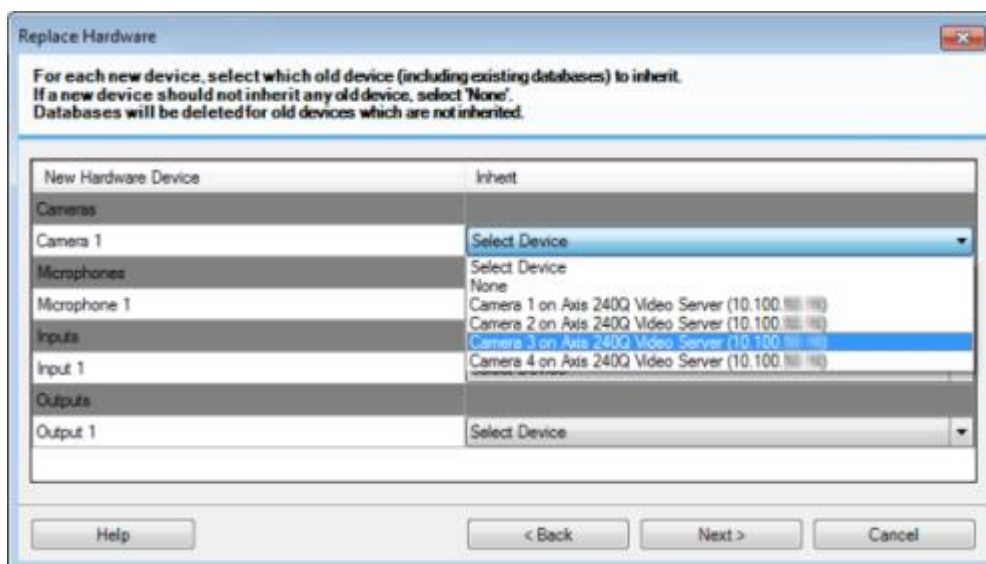 Replace Hardware
For each new device, select which old device (including existing databases) to inherit.
If a new device should not inherit any old device, select 'None'.
Databases will be deleted for old devices which are not inherited.
New Hardware Device Inherit
Cameras
Camera 1 Select Device
Select Device
Microphones
None
Microphone 1 Camera 1 on Axis 240Q Video Server (10.100.
Camera 2 on Axis 240Q Video Server (10.100.
Inputs Camera 3 on Axis 240Q Video Server (10.100.
Input 1 Camera 4 on Axis 240Q Video Server (10.100.
Outputs
Output 1 Select Device
Help < Back Next > Cancel